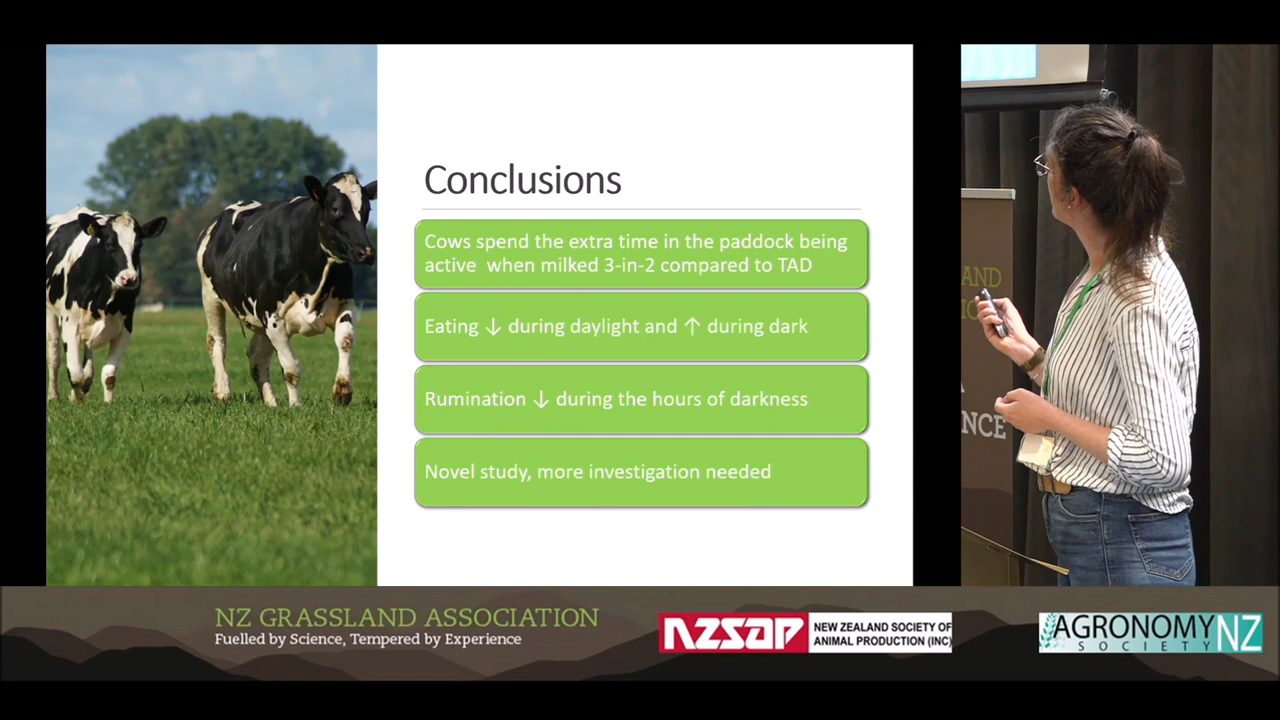 Conclusions
Cows spend the extra time in the paddock being
active when milked 3-in-2 compared to TAD
Eating ↓ during daylight and ↑ during dark
Rumination ↓ during the hours of darkness
Novel study, more investigation needed
NZ GRASSLAND ASSOCIATION
Fuelled by Science, Tempered by Experience
NZSAP
NEW ZEALAND SOCIETY OF
ANIMAL PRODUCTION (INC)
AGRONOMY NZ
SOCIETY